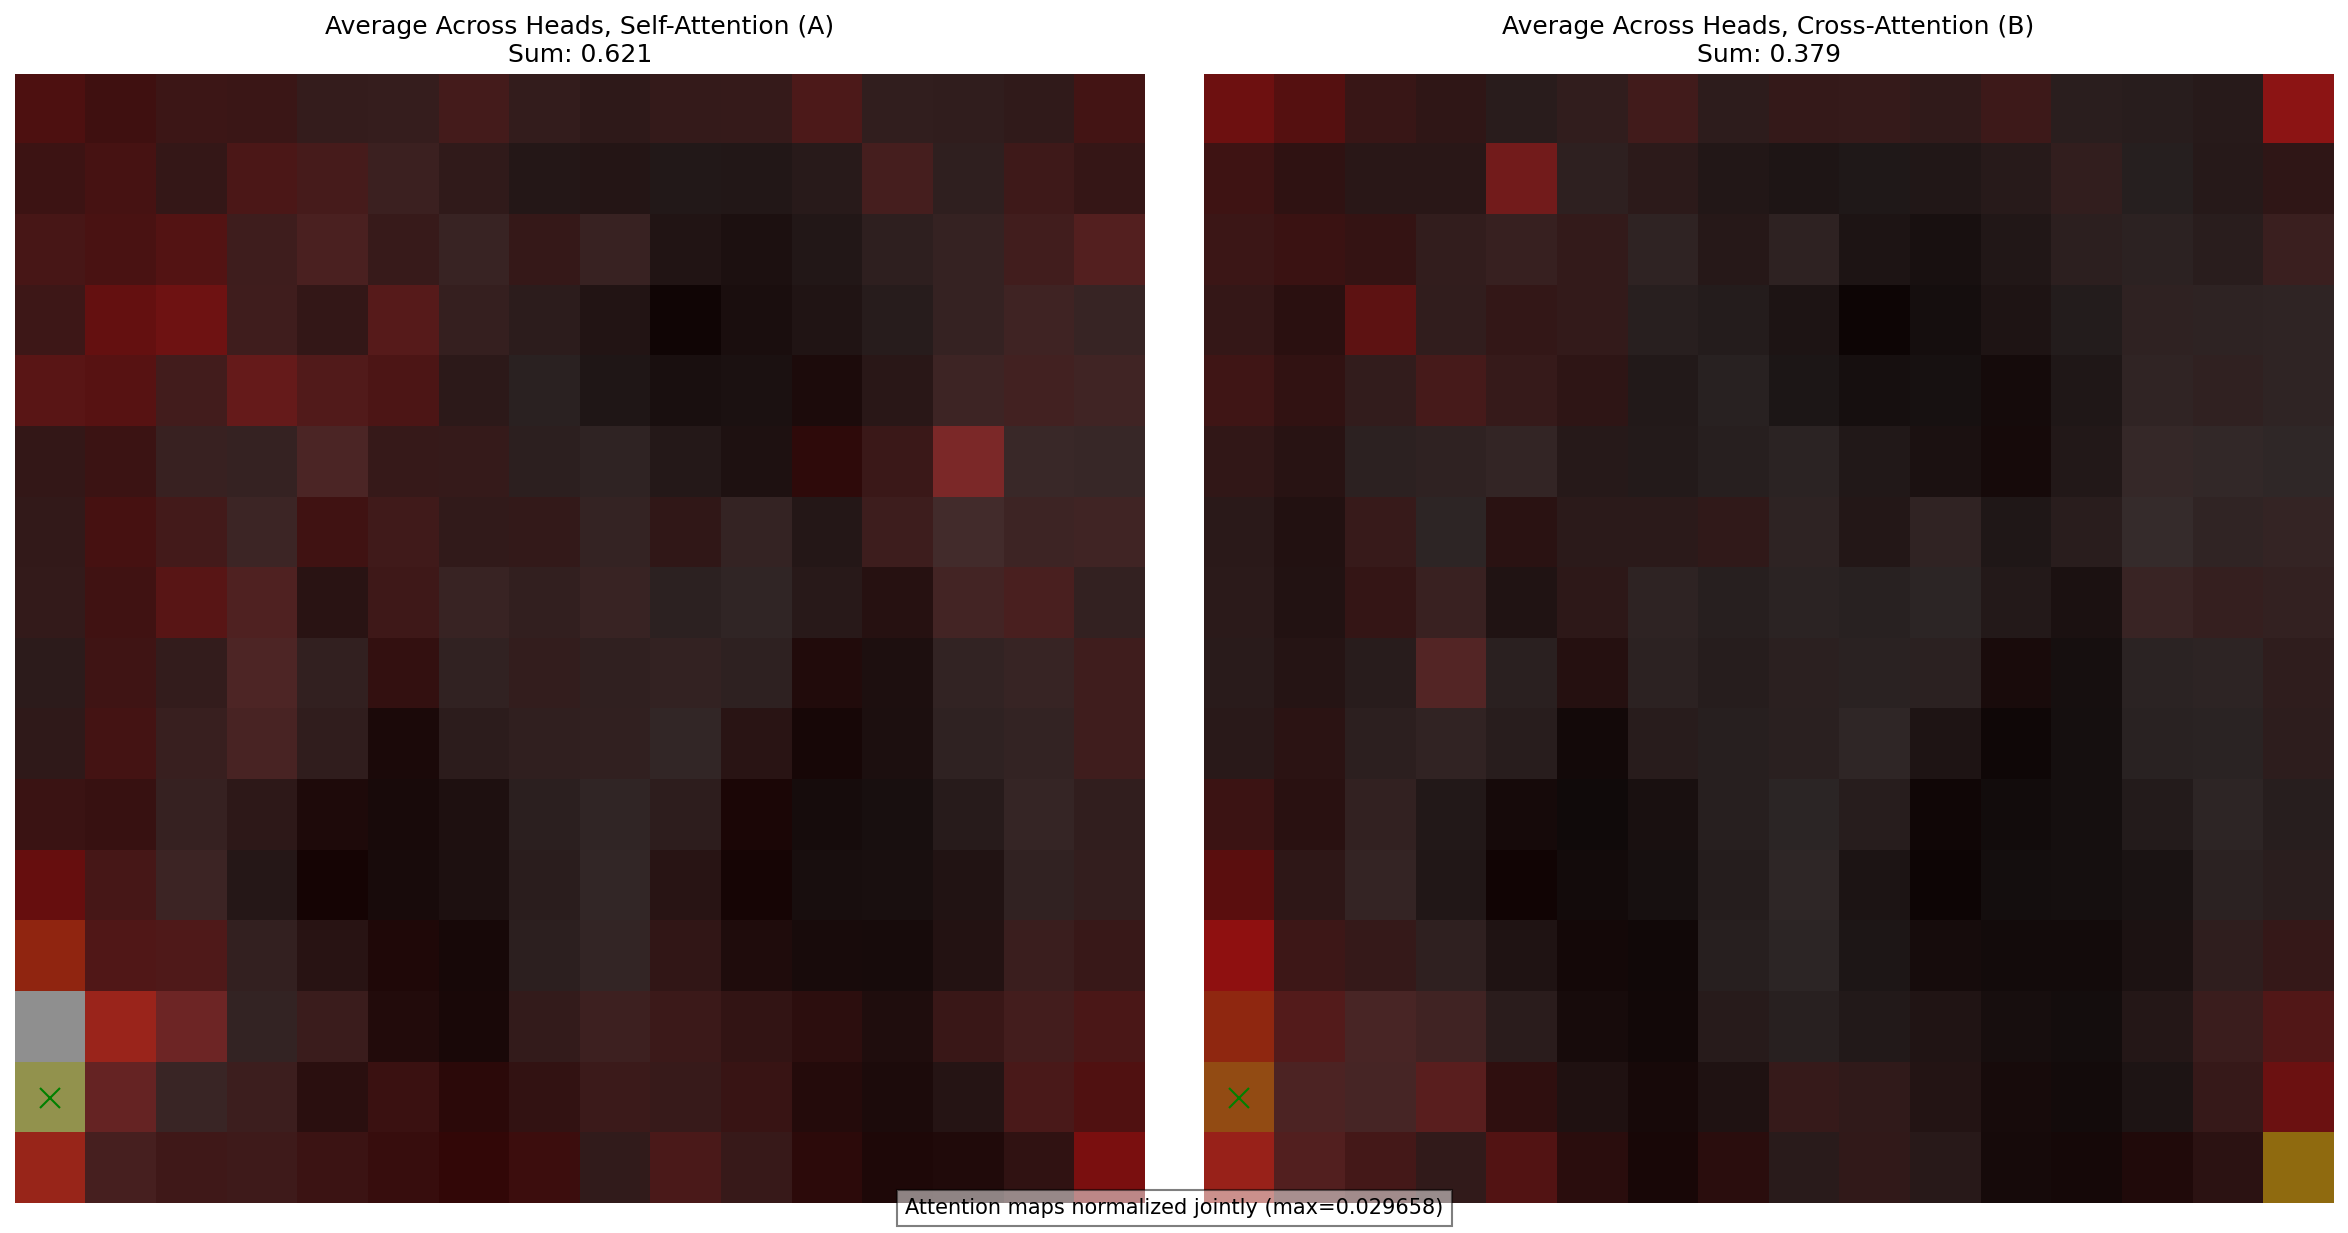 Average Across Heads, Self-Attention (A)
Sum: 0.621
Average Across Heads, Cross-Attention (B)
Sum: 0.379
Attention maps normalized jointly (max=0.029658)